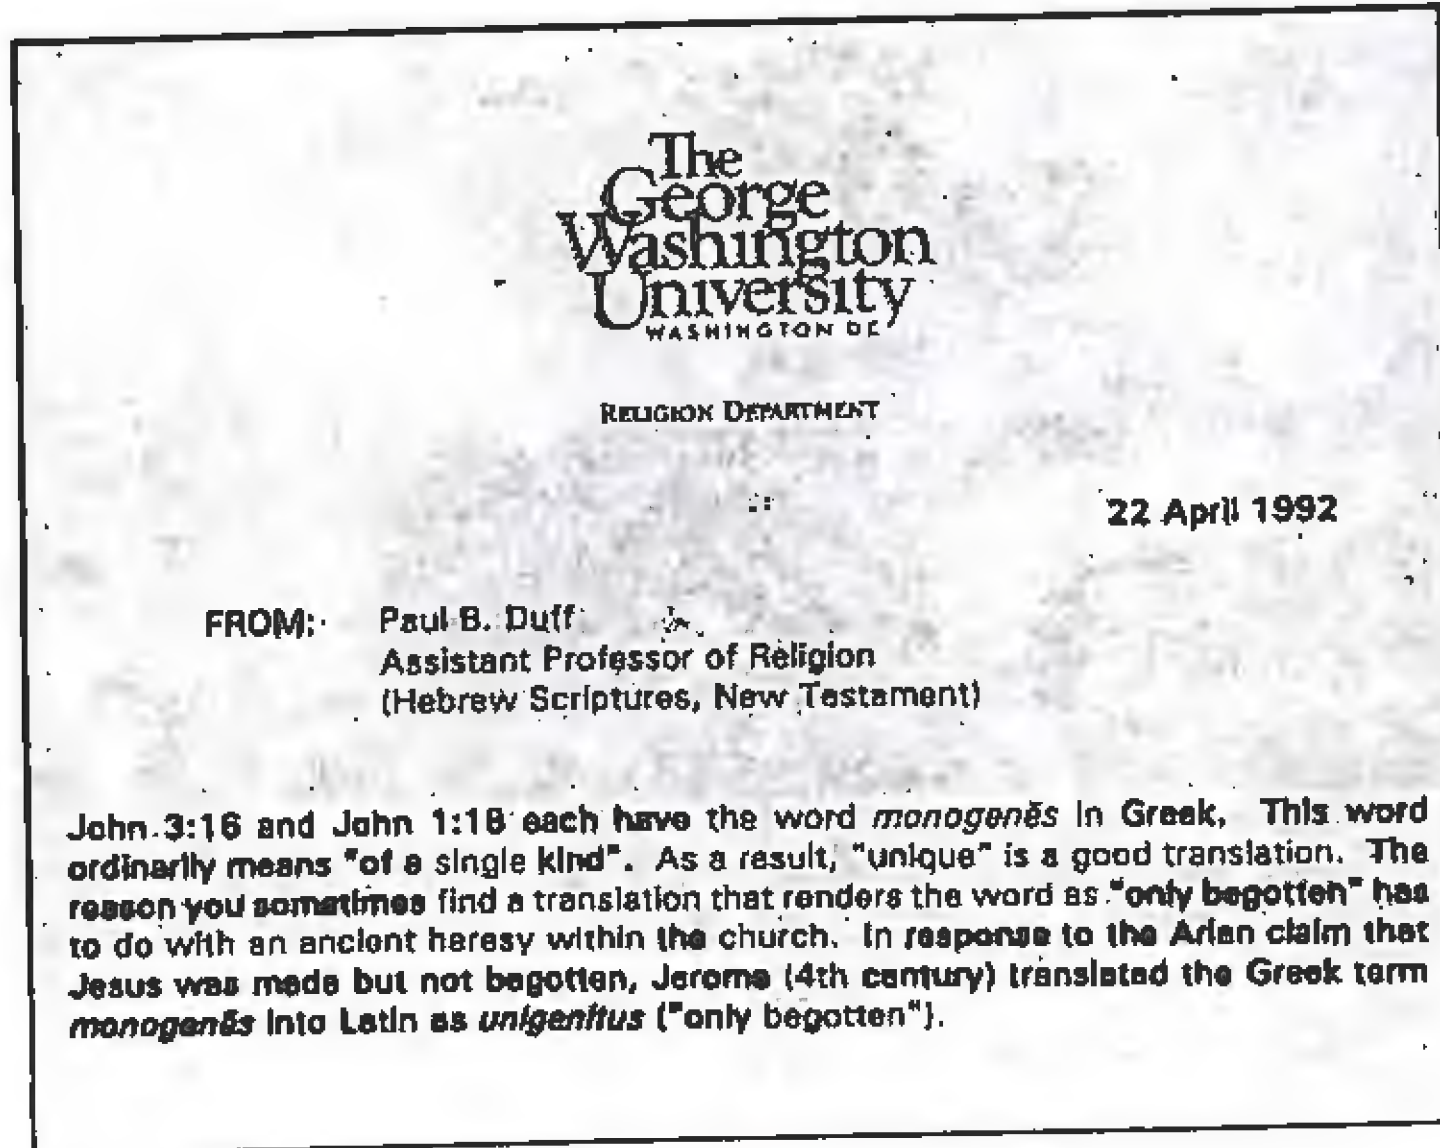 The
George
Washington
University
WASHINGTON DC
RELIGION DEPARTMENT
22 April 1992
FROM: Paul B. Duff
Assistant Professor of Religion
(Hebrew Scriptures, New Testament)
John 3:16 and John 1:18 each have the word monogenēs in Greek. This word
ordinarily means "of a single kind". As a result, "unique" is a good translation. The
reason you sometimes find a translation that renders the word as "only begotten" has
to do with an ancient heresy within the church. In response to the Arian claim that
Jesus was made but not begotten, Jerome (4th century) translated the Greek term
monogenēs into Latin as unigenitus ("only begotten").